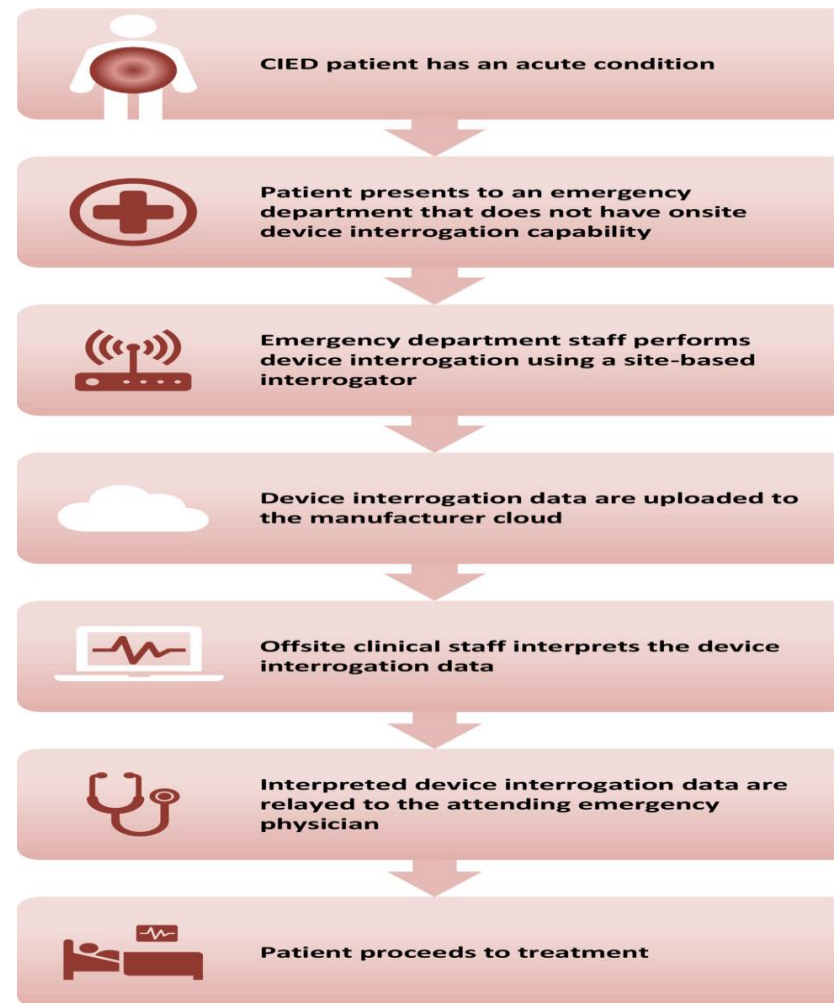 CIED patient has an acute condition
Patient presents to an emergency
department that does not have onsite
device interrogation capability
Emergency department staff performs
device interrogation using a site-based
interrogator
Device interrogation data are uploaded to
the manufacturer cloud
Offsite clinical staff interprets the device
interrogation data
Interpreted device interrogation data are
relayed to the attending emergency
physician
Patient proceeds to treatment